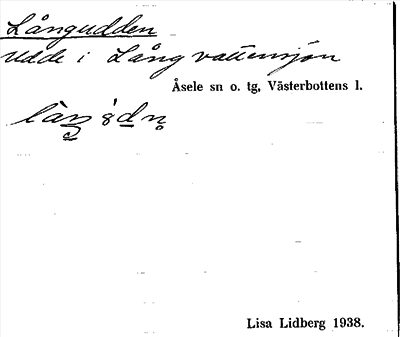 Långudden
Udde i Långvattensjön
Åsele sn o. tg, Västerbottens l.
Lisa Lidberg 1938.